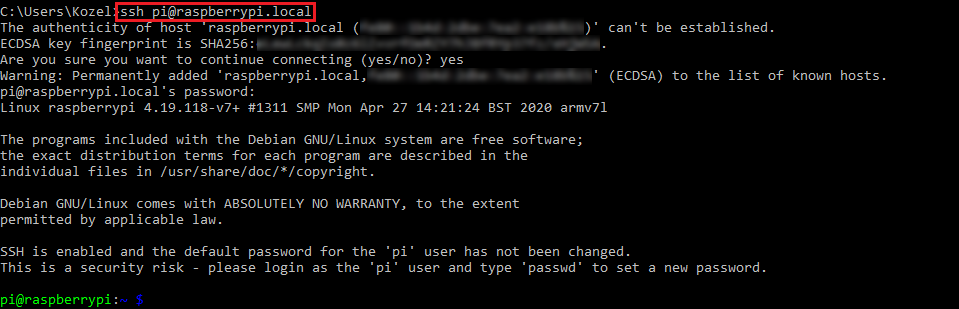 C:\Users\Kozel>ssh pi@raspberrypi.local
The authenticity of host 'raspberrypi.local ()' can't be established.
ECDSA key fingerprint is SHA256:.
Are you sure you want to continue connecting (yes/no)? yes
Warning: Permanently added 'raspberrypi.local,' (ECDSA) to the list of known hosts.
pi@raspberrypi.local's password:
Linux raspberrypi 4.19.118-v7+ #1311 SMP Mon Apr 27 14:21:24 BST 2020 armv7l
The programs included with the Debian GNU/Linux system are free software;
the exact distribution terms for each program are described in the
individual files in /usr/share/doc/*/copyright.
Debian GNU/Linux comes with ABSOLUTELY NO WARRANTY, to the extent
permitted by applicable law.
SSH is enabled and the default password for the 'pi' user has not been changed.
This is a security risk - please login as the 'pi' user and type 'passwd' to set a new password.
pi@raspberrypi:~ $